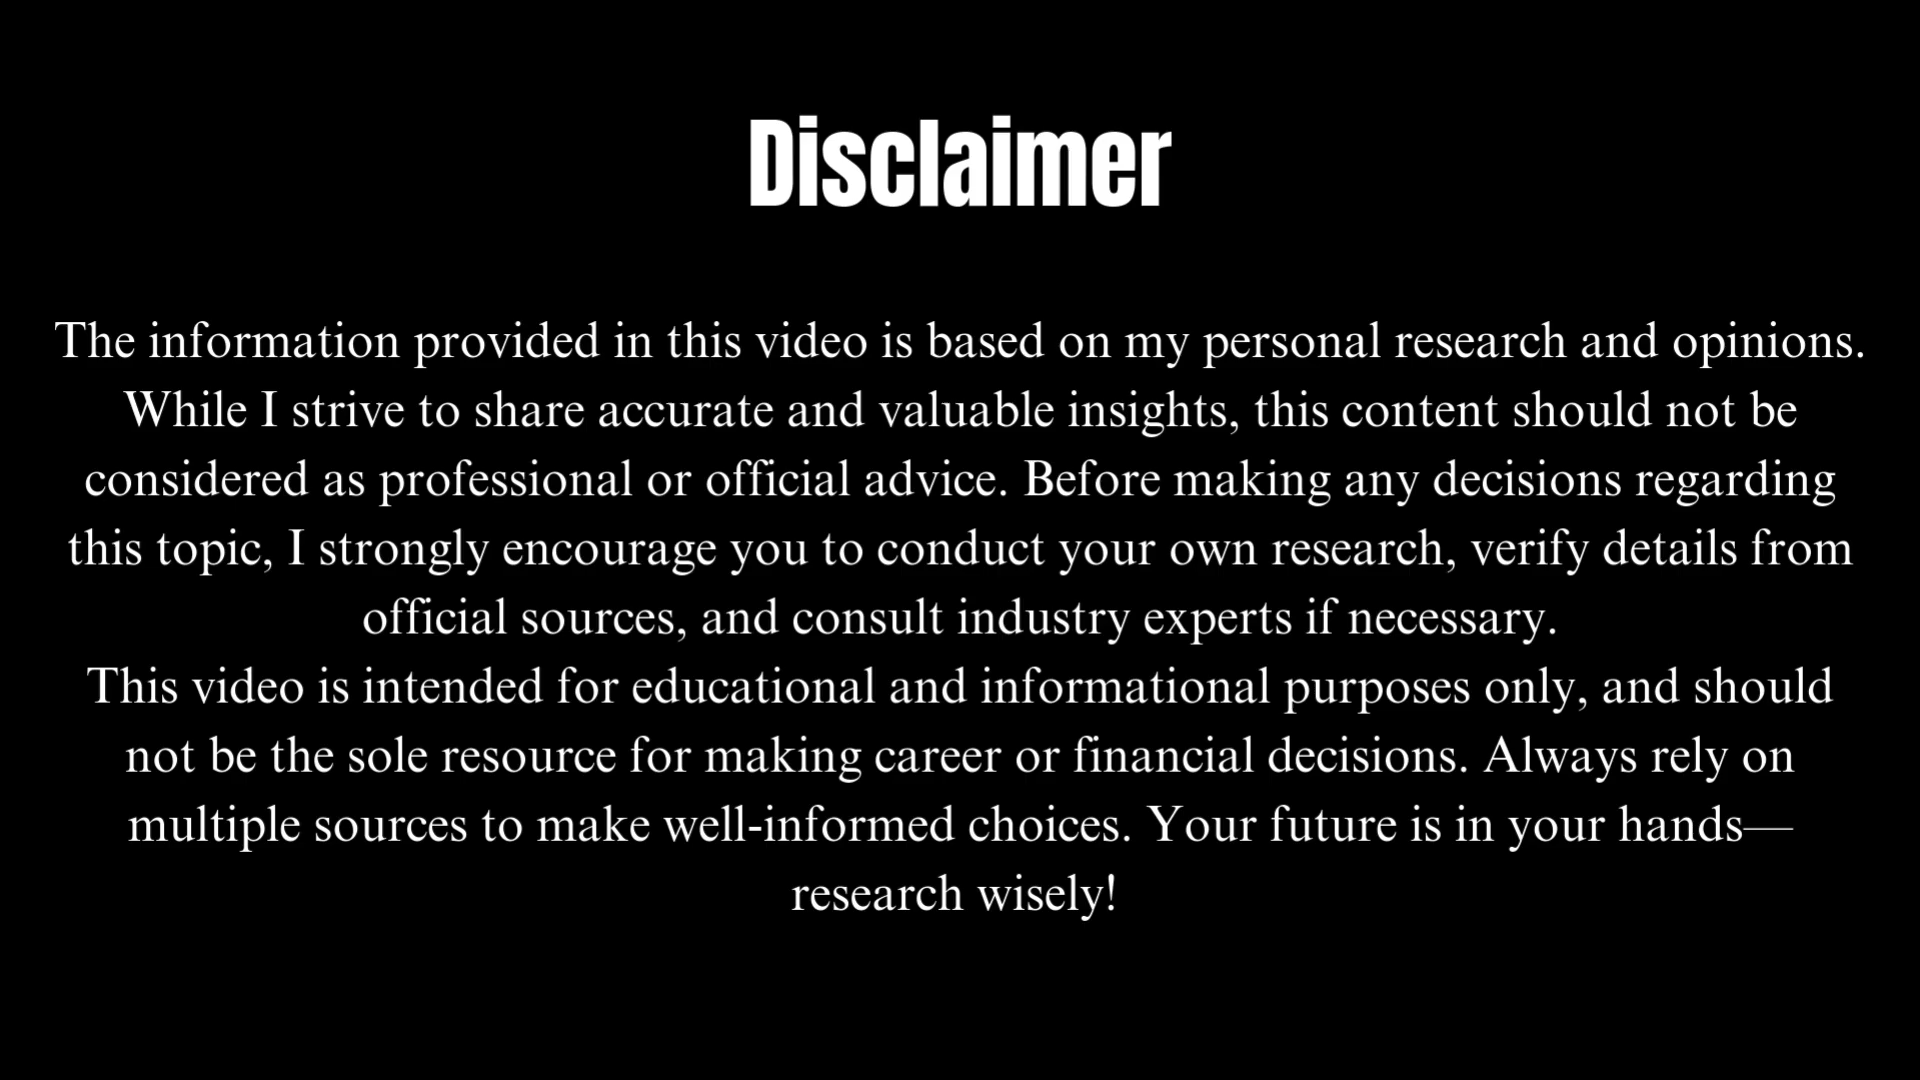 Disclaimer
The information provided in this video is based on my personal research and opinions.
While I strive to share accurate and valuable insights, this content should not be
considered as professional or official advice. Before making any decisions regarding
this topic, I strongly encourage you to conduct your own research, verify details from
official sources, and consult industry experts if necessary.
This video is intended for educational and informational purposes only, and should
not be the sole resource for making career or financial decisions. Always rely on
multiple sources to make well-informed choices. Your future is in your hands—
research wisely!